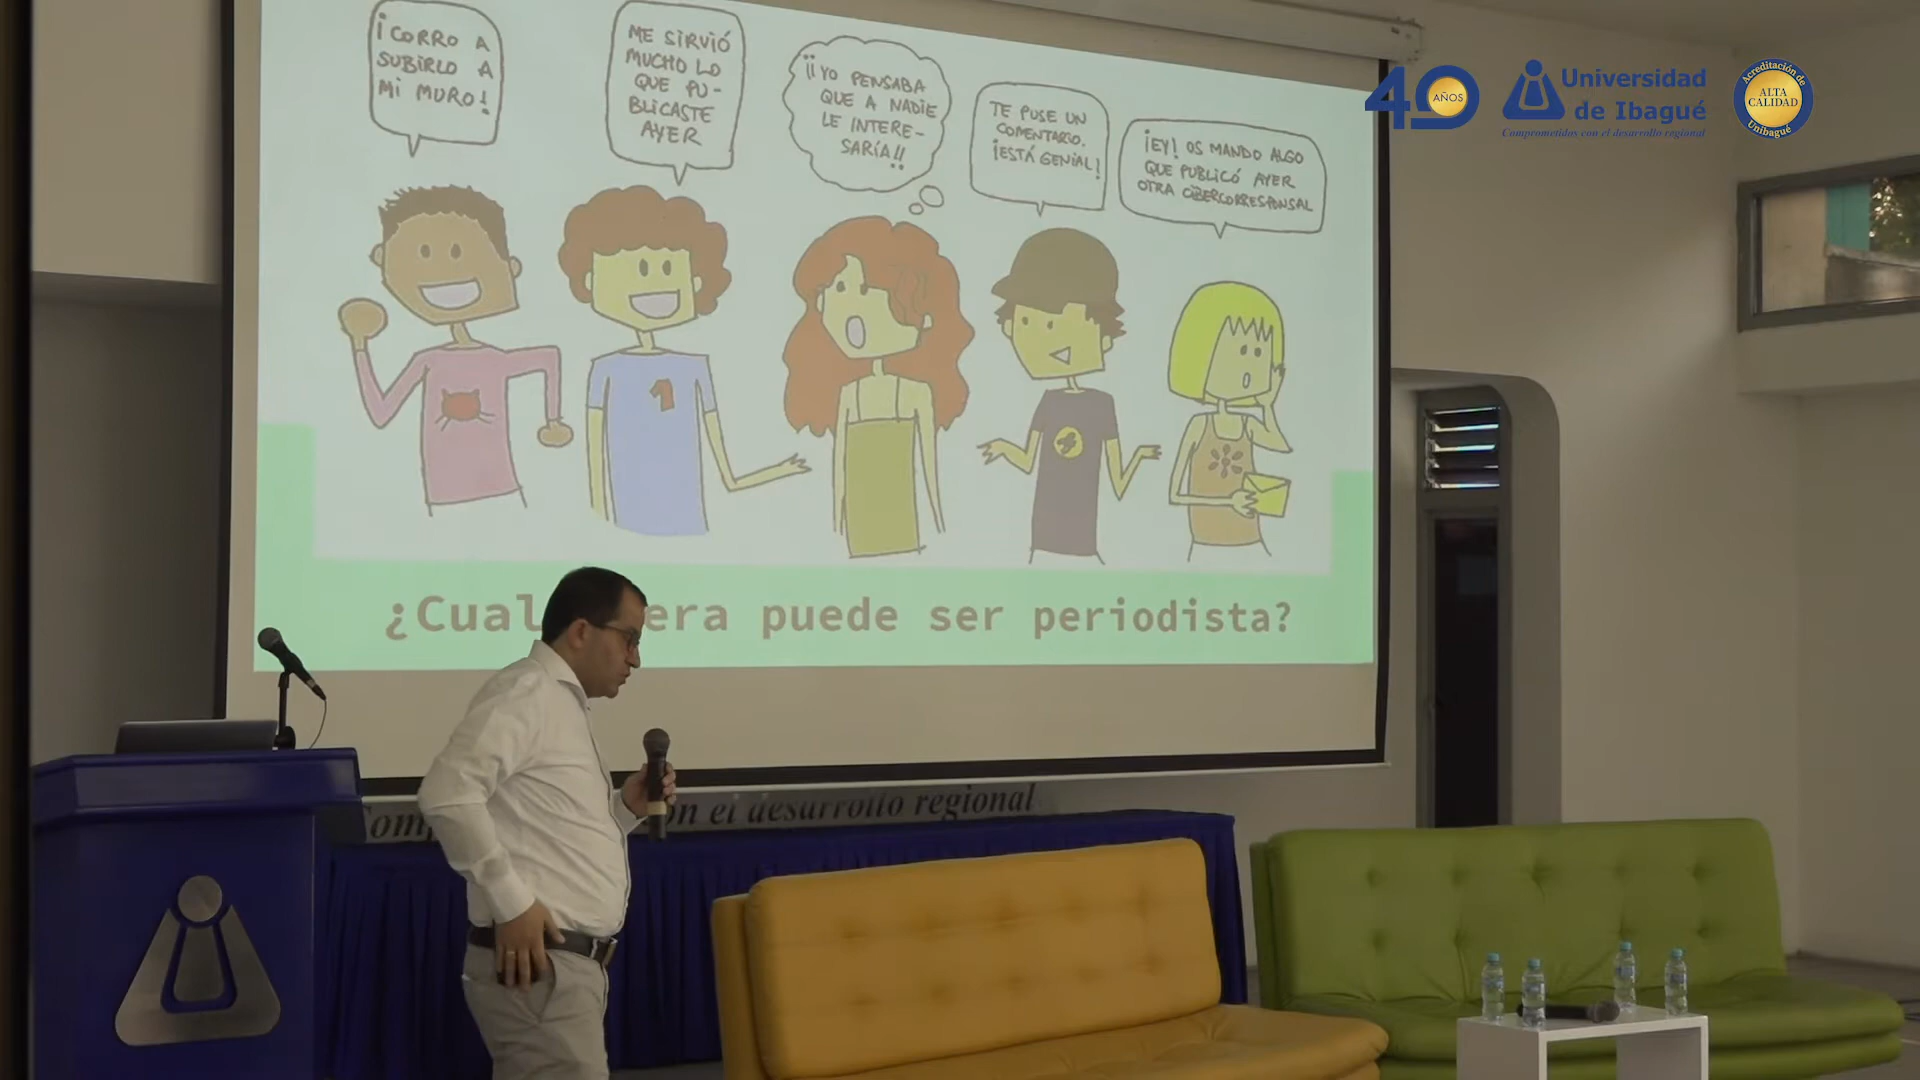 ¡CORRO A
SUBIRLO A
MI MURO!
ME SIRVIÓ
MUCHO LO
QUE PU-
BLICASTE
AYER
¡¡YO PENSABA
QUE A NADIE
LE INTERE-
SARÍA!!
TE PUSE UN
COMENTARIO.
¡ESTÁ GENIAL!
¡EY! OS MANDO ALGO
QUE PUBLICÓ AYER
OTRA CIBERCORRESPONSAL
1
¿Cual era puede ser periodista?
40 AÑOS
Universidad
de Ibagué
Comprometidos con el desarrollo regional
Acreditación de
ALTA
CALIDAD
Unibagué
Com on el desarrollo regional